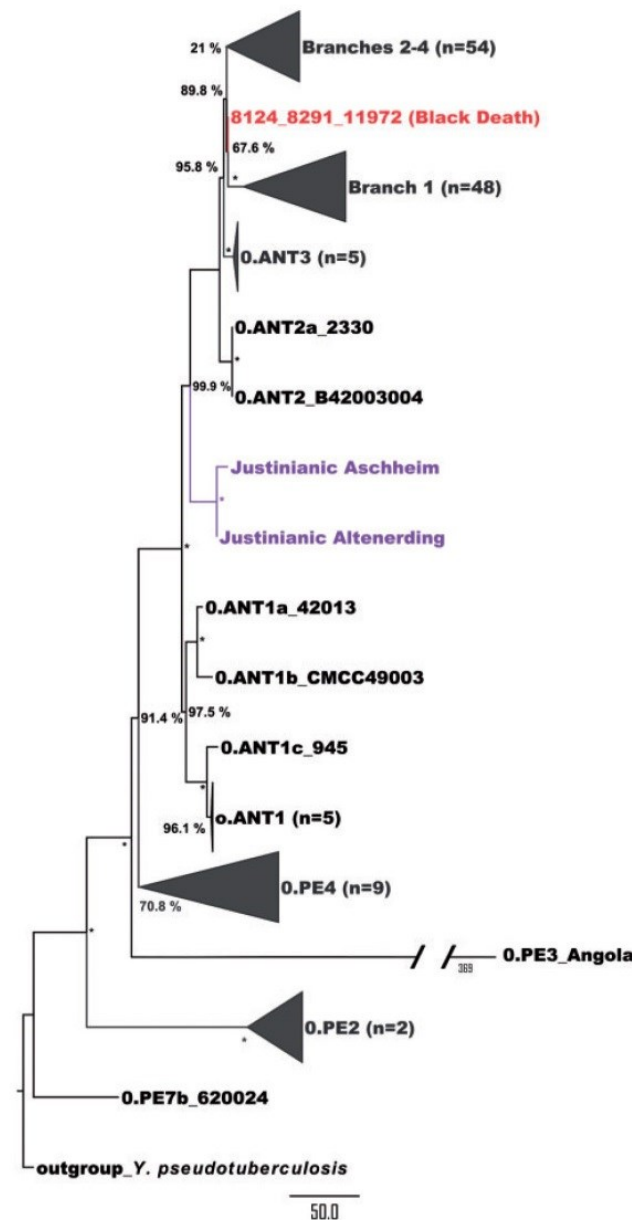 Branches 2-4 (n=54)
21 %
89.8 %
8124_8291_11972 (Black Death)
67.6 %
95.8 %
*
Branch 1 (n=48)
*
0.ANT3 (n=5)
0.ANT2a_2330
*
99.9 %
0.ANT2_B42003004
Justinianic Aschheim
*
Justinianic Altenerding
*
0.ANT1a_42013
*
0.ANT1b_CMCC49003
91.4 %
97.5 %
0.ANT1c_945
*
o.ANT1 (n=5)
96.1 %
*
0.PE4 (n=9)
70.8 %
*
0.PE3_Angola
369
0.PE2 (n=2)
*
0.PE7b_620024
outgroup_Y. pseudotuberculosis
50.0